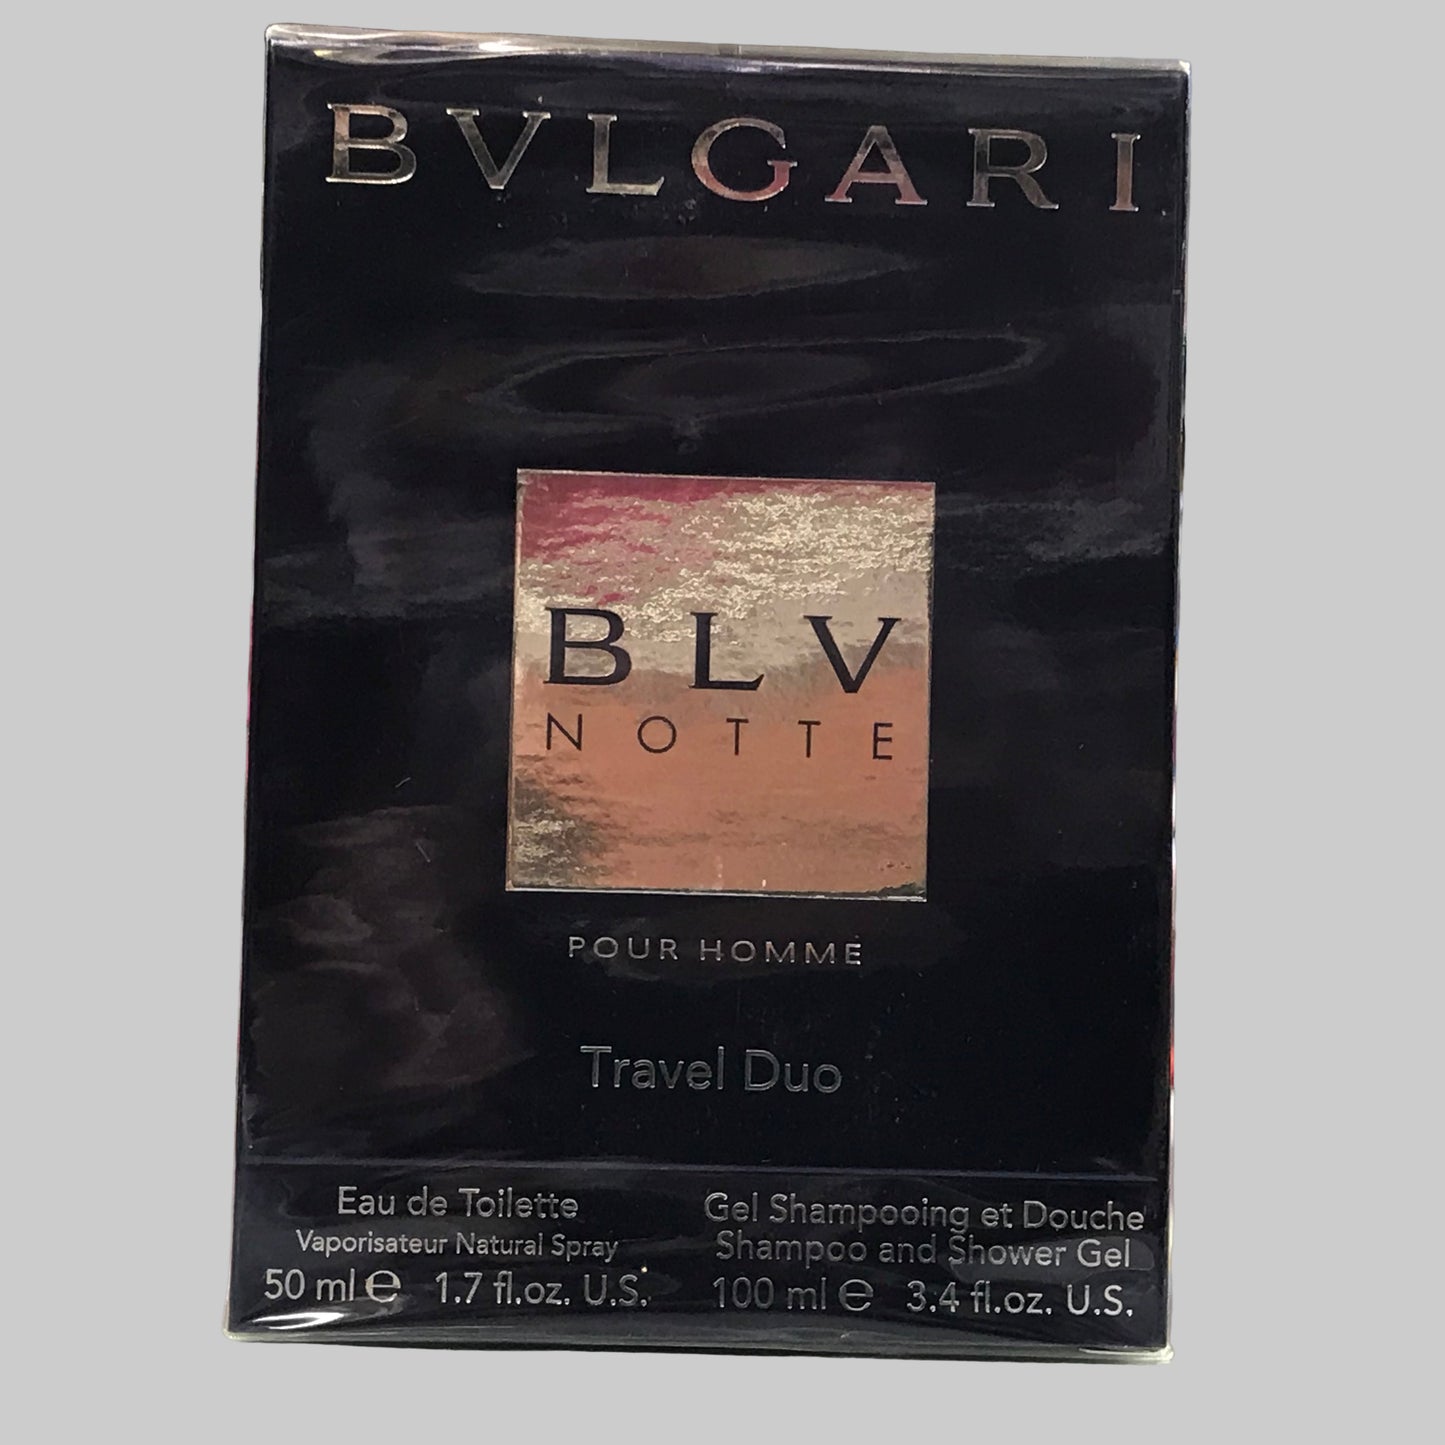 BVLGARI
BLV
NOTTE
POUR HOMME
Travel Duo
Eau de Toilette
Vaporisateur Natural Spray
50 ml ℮ 1.7 fl.oz. U.S.
Gel Shampooing et Douche
Shampoo and Shower Gel
100 ml ℮ 3.4 fl.oz. U.S.